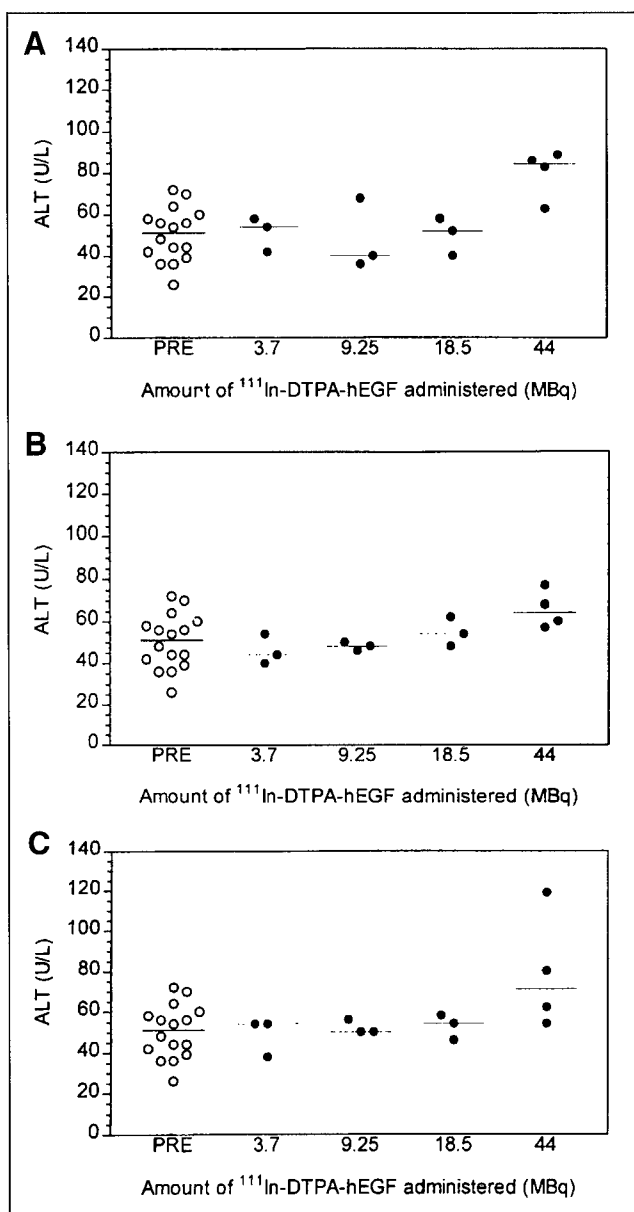 A
ALT (U/L)
140
120
100
80
60
40
20
0
PRE 3.7 9.25 18.5 44
Amount of ¹¹¹In-DTPA-hEGF administered (MBq)
B
ALT (U/L)
140
120
100
80
60
40
20
0
PRE 3.7 9.25 18.5 44
Amount of ¹¹¹In-DTPA-hEGF administered (MBq)
C
ALT (U/L)
140
120
100
80
60
40
20
0
PRE 3.7 9.25 18.5 44
Amount of ¹¹¹In-DTPA-hEGF administered (MBq)